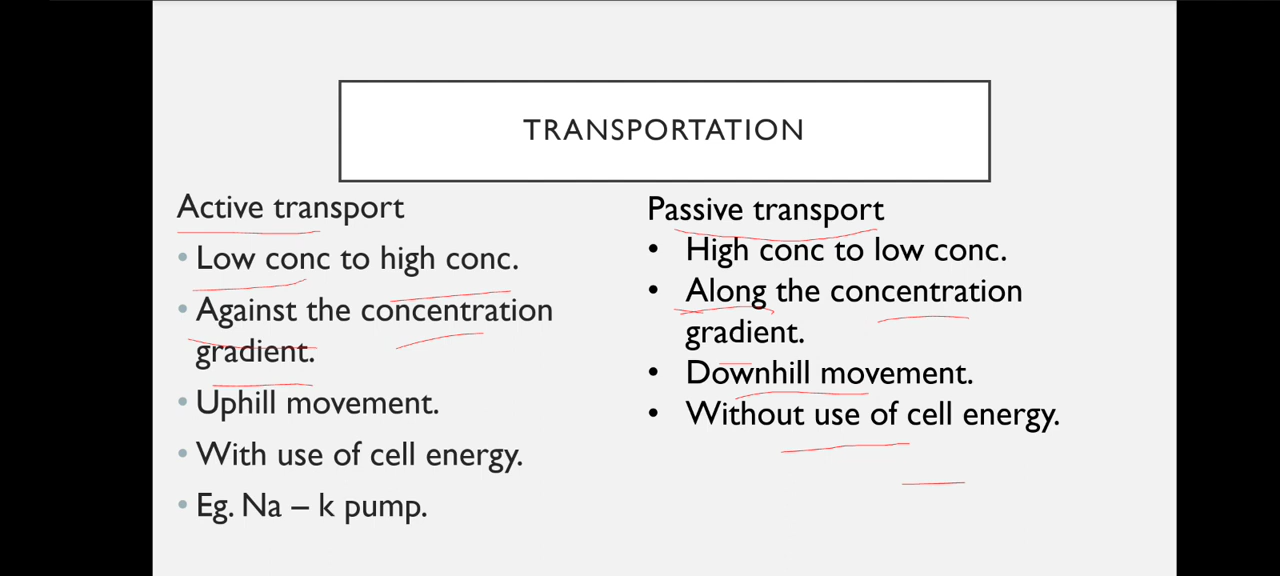 TRANSPORTATION
Active transport
• Low conc to high conc.
• Against the concentration
gradient.
• Uphill movement.
• With use of cell energy.
• Eg. Na – k pump.
Passive transport
• High conc to low conc.
• Along the concentration
gradient.
• Downhill movement.
• Without use of cell energy.